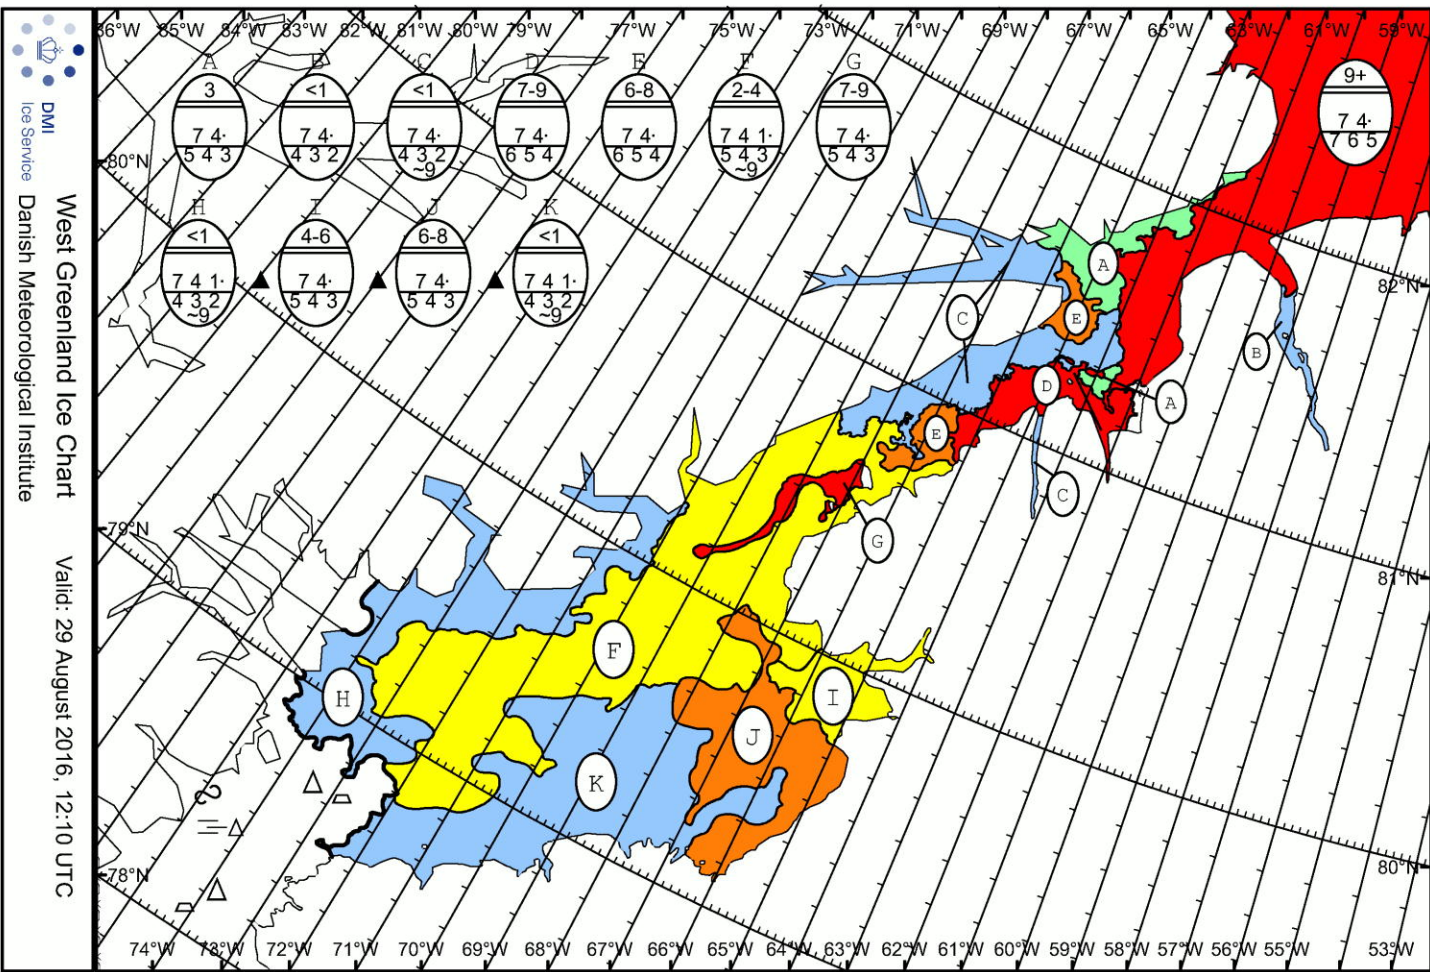 86°W 85°W 84°W 83°W 82°W 81°W 80°W 79°W 77°W 75°W 73°W 71°W 69°W 67°W 65°W 63°W 61°W 59°W
DMI
Ice Service
Danish Meteorological Institute
West Greenland Ice Chart
Valid: 29 August 2016, 12:10 UTC
A B C D E F G
3 <1 <1 7-9 6-8 2-4 7-9 9+
7 4· 7 4· 7 4· 7 4· 7 4· 7 4 1· 7 4· 7 4·
5 4 3 4 3 2 4 3 2 6 5 4 6 5 4 5 4 3 5 4 3 7 6 5
~9 ~9
H I J K
<1 4-6 6-8 <1
7 4 1· 7 4· 7 4· 7 4 1·
4 3 2 5 4 3 5 4 3 4 3 2
~9 ~9
80°N
79°N
78°N
82°N
81°N
80°N
A
E
C
B
D
A
E
C
G
F
H
I
J
K
74°W 73°W 72°W 71°W 70°W 69°W 68°W 67°W 66°W 65°W 64°W 63°W 62°W 61°W 60°W 59°W 58°W 57°W 56°W 55°W 53°W